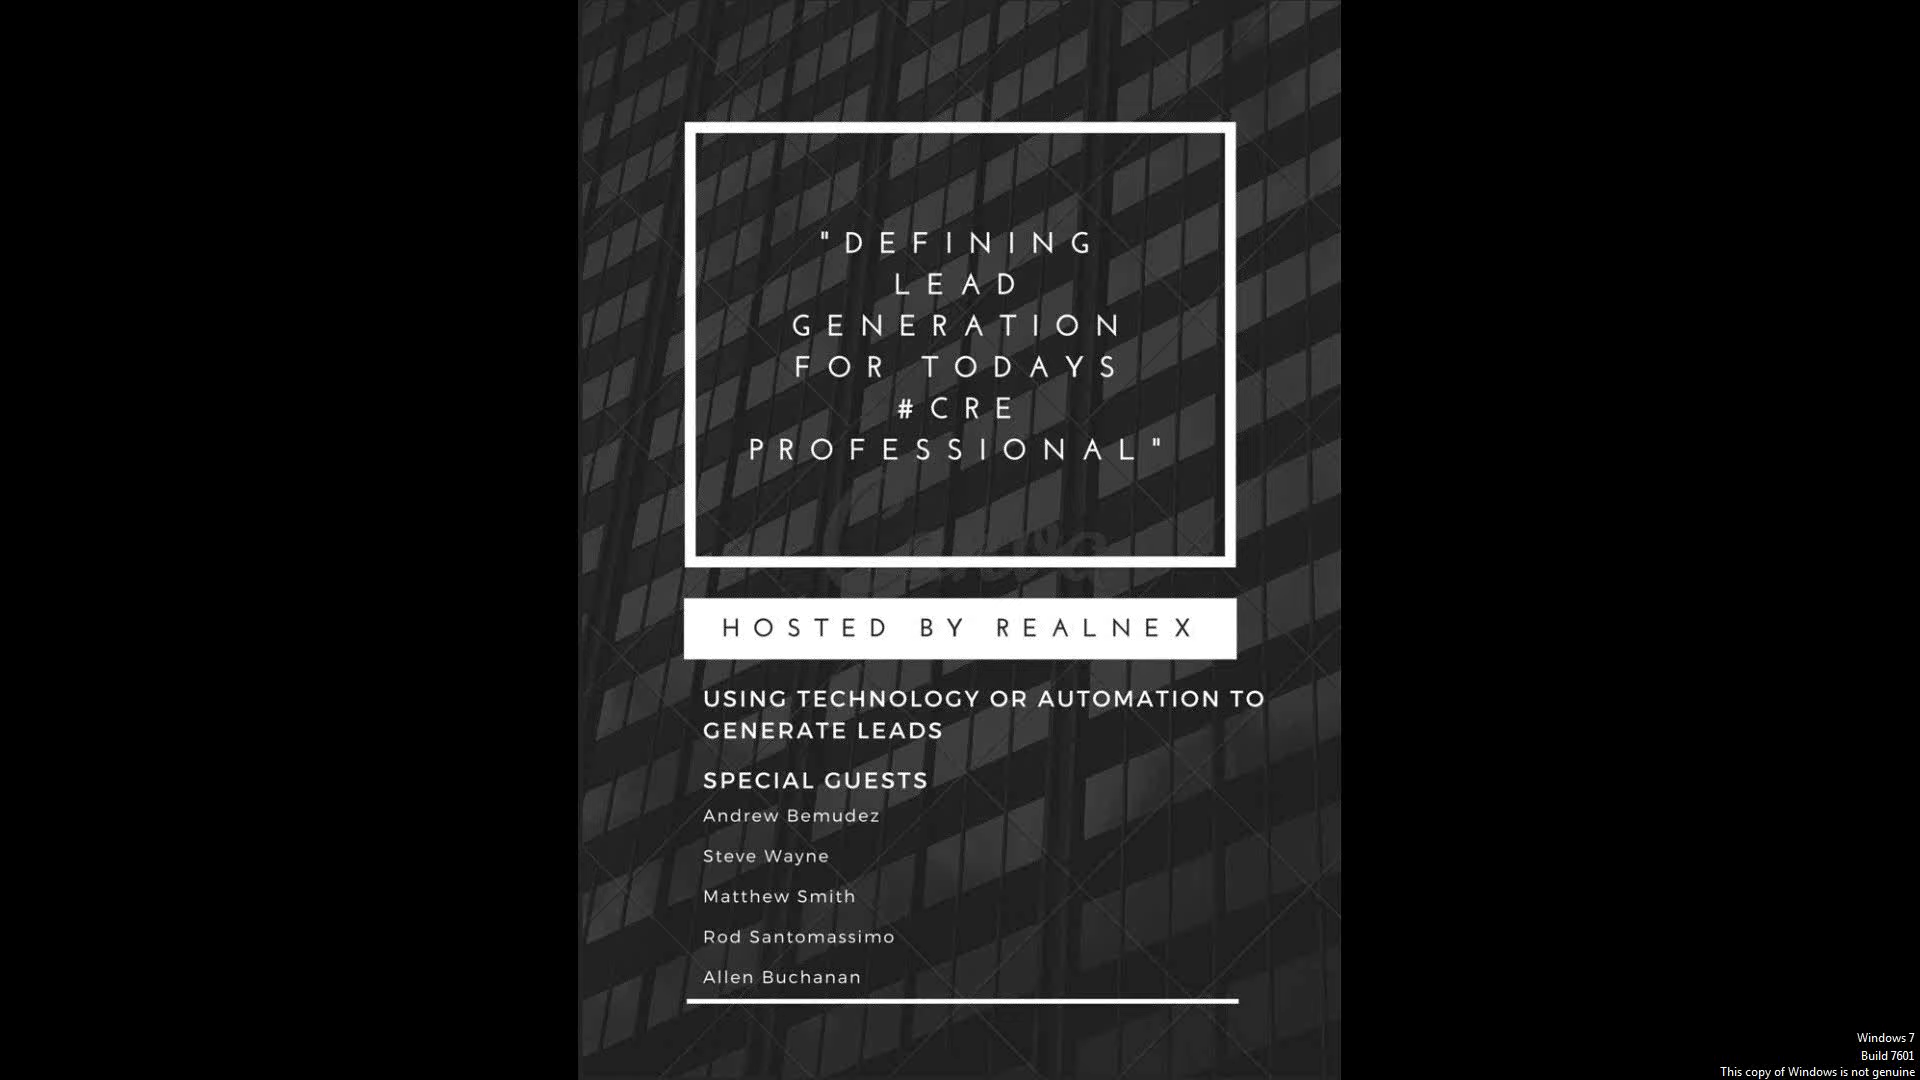 "DEFINING
LEAD
GENERATION
FOR TODAYS
#CRE
PROFESSIONAL"
Canva
HOSTED BY REALNEX
USING TECHNOLOGY OR AUTOMATION TO
GENERATE LEADS
SPECIAL GUESTS
Andrew Bemudez
Steve Wayne
Matthew Smith
Rod Santomassimo
Allen Buchanan
Windows 7
Build 7601
This copy of Windows is not genuine